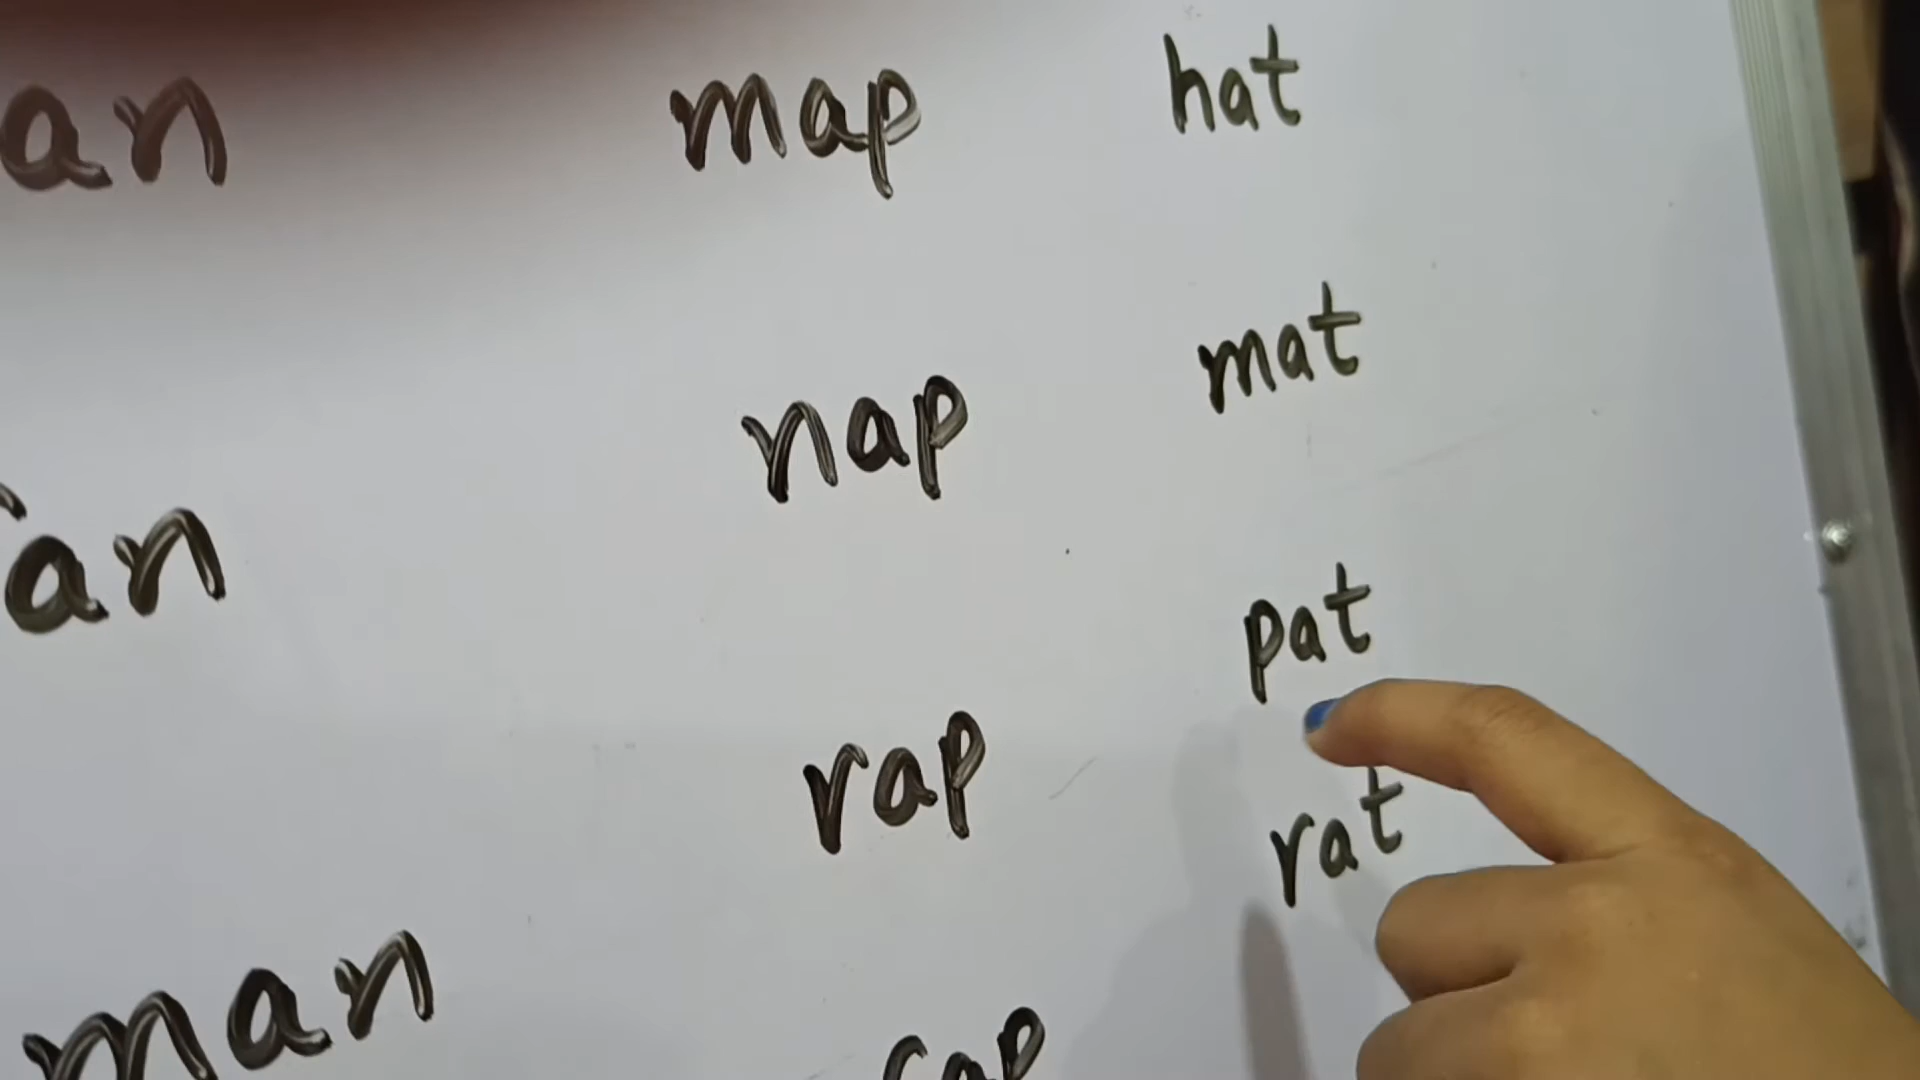 an map hat
nap mat
an
rap pat
rat
man